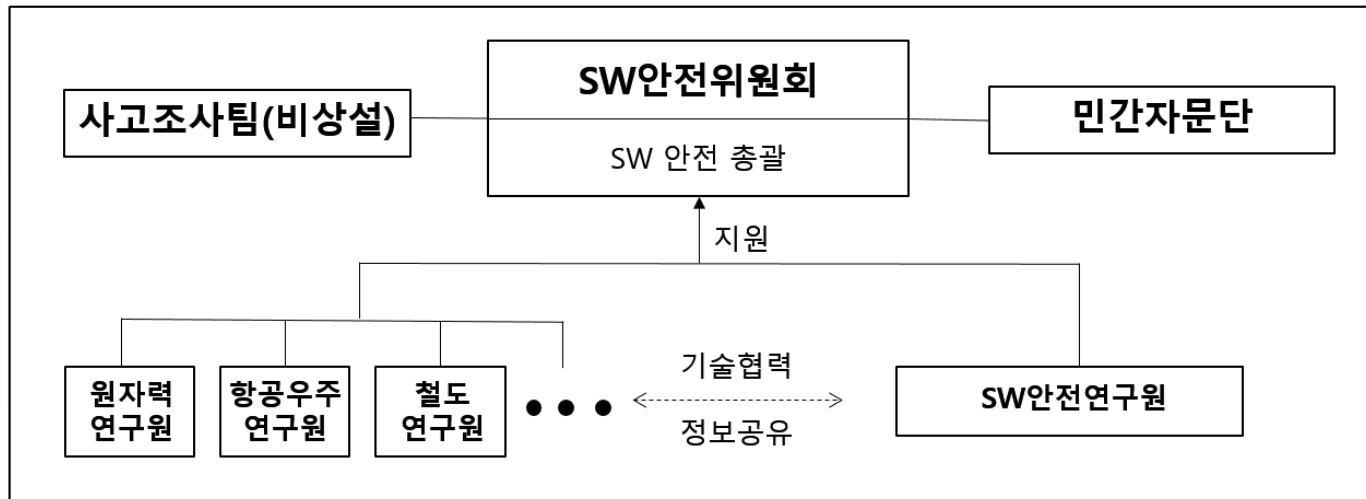 SW안전위원회
사고조사팀(비상설)
민간자문단
SW 안전 총괄
지원
원자력
연구원
항공우주
연구원
철도
연구원
기술협력
정보공유
SW안전연구원